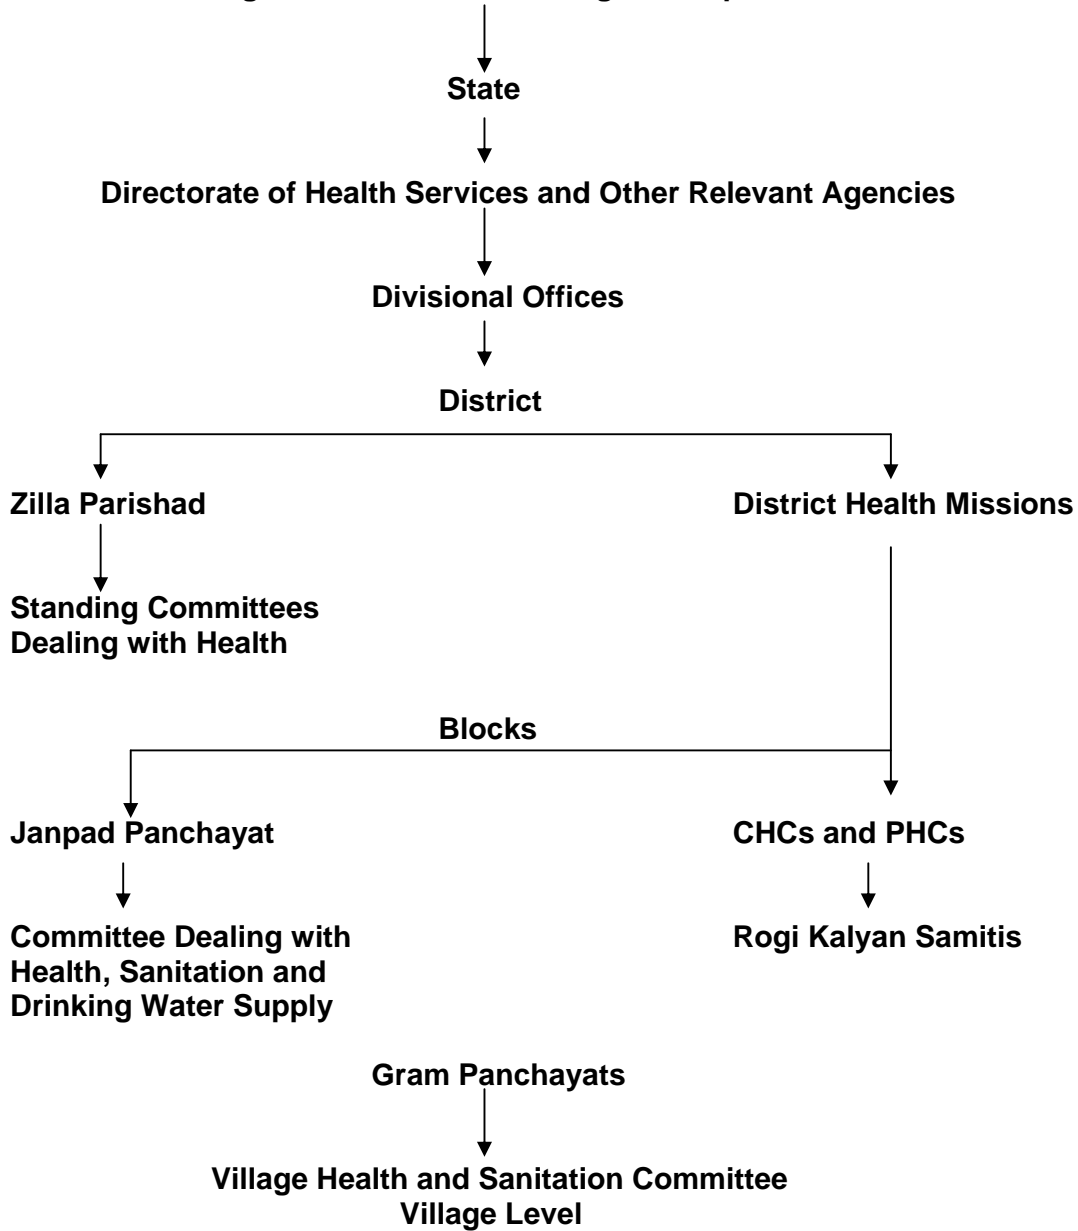 State
Directorate of Health Services and Other Relevant Agencies
Divisional Offices
District
Zilla Parishad
District Health Missions
Standing Committees
Dealing with Health
Blocks
Janpad Panchayat
CHCs and PHCs
Committee Dealing with
Health, Sanitation and
Drinking Water Supply
Rogi Kalyan Samitis
Gram Panchayats
Village Health and Sanitation Committee
Village Level